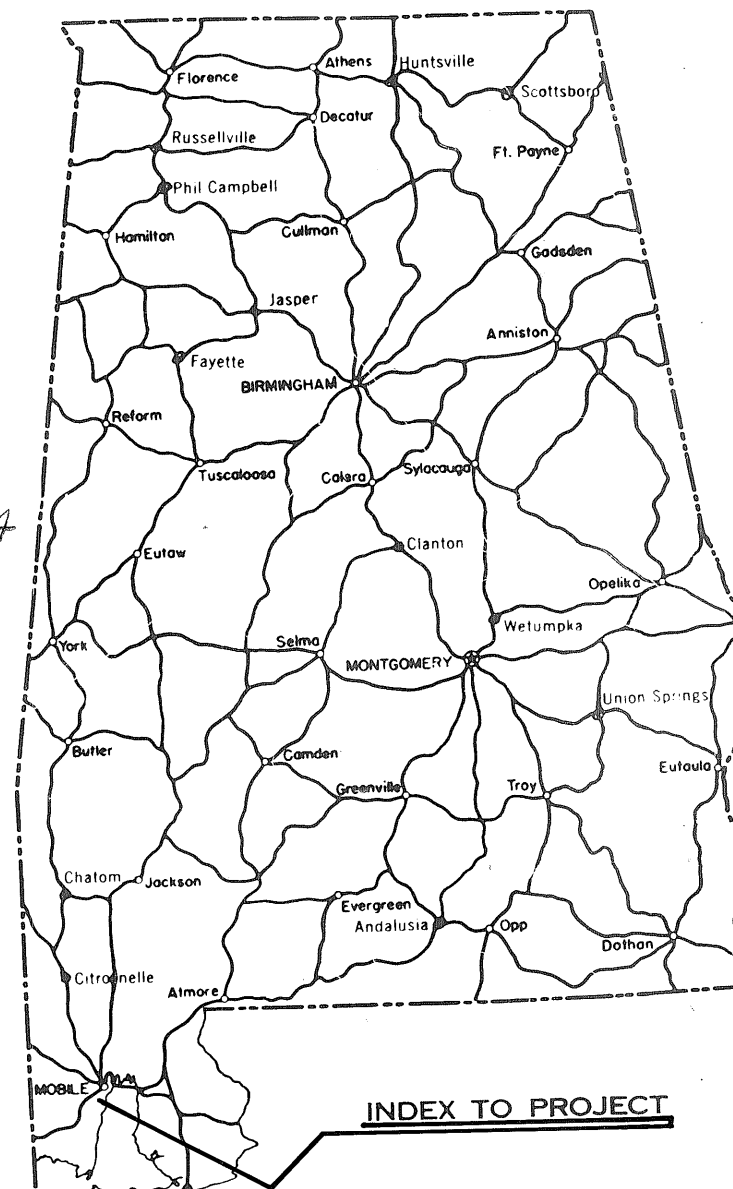 Florence
Athens
Huntsville
Scottsboro
Decatur
Russellville
Ft. Payne
Phil Campbell
Hamilton
Cullman
Gadsden
Jasper
Anniston
Fayette
BIRMINGHAM
Reform
Tuscaloosa
Calera
Sylacauga
Clanton
Eutaw
Opelika
Wetumpka
York
Selma
MONTGOMERY
Union Springs
Butler
Camden
Eufaula
Greenville
Troy
Chatom
Jackson
Evergreen
Andalusia
Opp
Dothan
Citronelle
Atmore
MOBILE
INDEX TO PROJECT